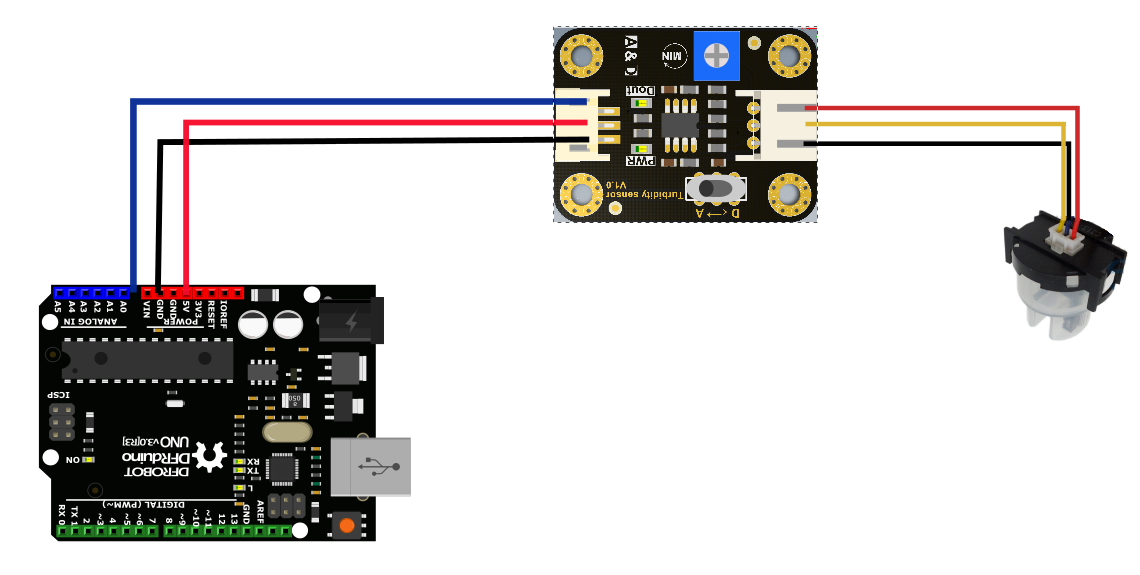 A & D
MIN
Dout
PWR
Turbidity sensor
V1.0
D <--> A
A5
A4
A3
A2
A1
A0
ANALOG IN
VIN
GND
GND
5V
3V3
RESET
IOREF
POWER
ICSP
050
ON
DFROBOT
DFRduino
UNO v3.0[R3]
RX
TX
L
DIGITAL (PWM~)
RX 0
TX 1
2
~3
4
~5
~6
7
8
~9
~10
~11
12
13
GND
AREF